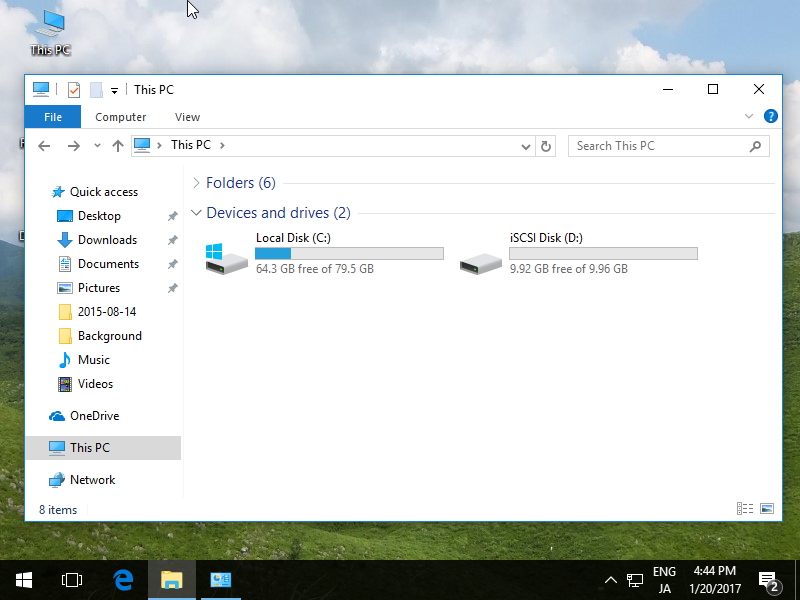 This PC
This PC
File
Computer
View
?
This PC
Search This PC
Quick access
Desktop
Downloads
Documents
Pictures
2015-08-14
Background
Music
Videos
OneDrive
This PC
Network
Folders (6)
Devices and drives (2)
Local Disk (C:)
64.3 GB free of 79.5 GB
iSCSI Disk (D:)
9.92 GB free of 9.96 GB
8 items
ENG
JA
4:44 PM
1/20/2017
2